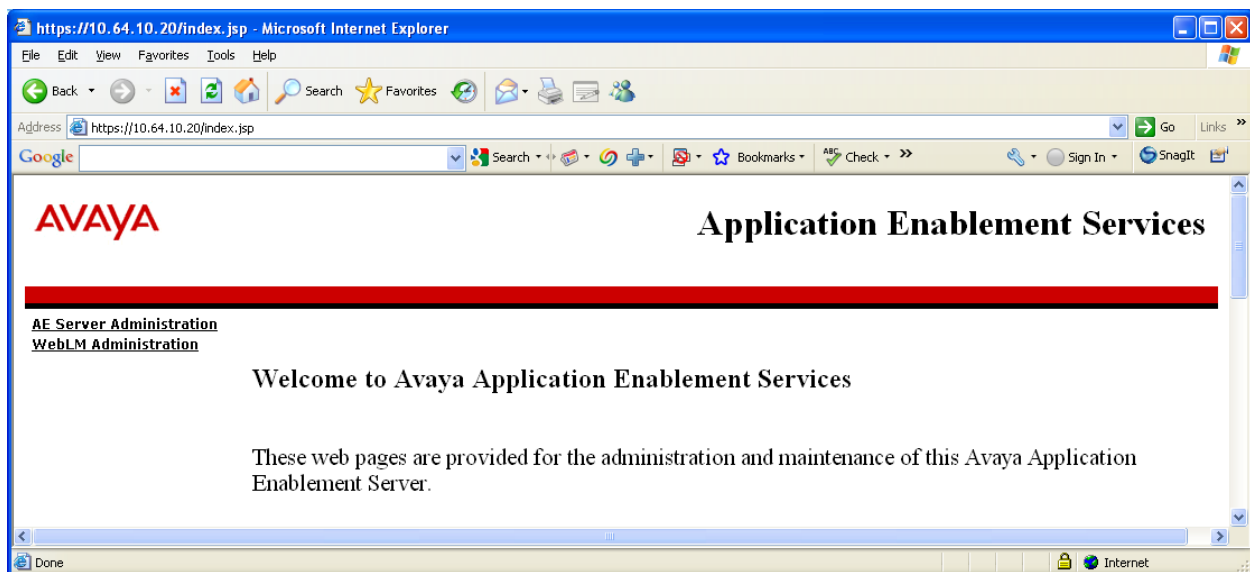 https://10.64.10.20/index.jsp - Microsoft Internet Explorer
File Edit View Favorites Tools Help
Back Search Favorites
Address https://10.64.10.20/index.jsp Go Links »
Google Search Bookmarks ABC Check » Sign In SnagIt
AVAYA
Application Enablement Services
AE Server Administration
WebLM Administration
Welcome to Avaya Application Enablement Services
These web pages are provided for the administration and maintenance of this Avaya Application
Enablement Server.
Done Internet